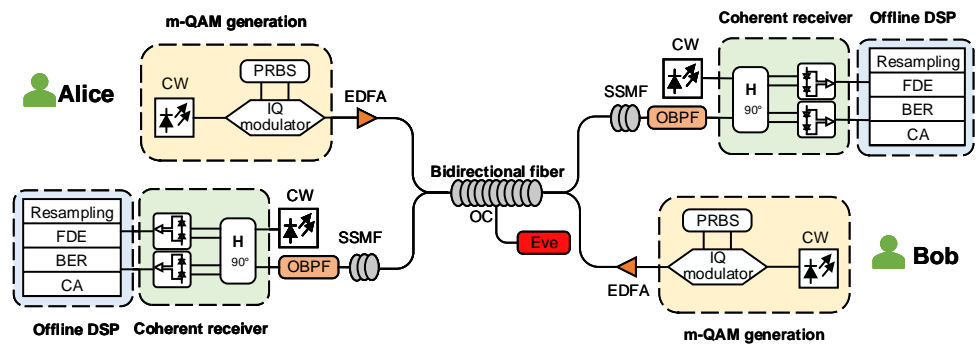 m-QAM generation
Alice
CW
PRBS
IQ
modulator
EDFA
Coherent receiver
Offline DSP
CW
H
90°
SSMF
OBPF
Resampling
FDE
BER
CA
Bidirectional fiber
OC
Eve
Resampling
FDE
BER
CA
H
90°
CW
OBPF
SSMF
Offline DSP
Coherent receiver
EDFA
PRBS
IQ
modulator
CW
Bob
m-QAM generation